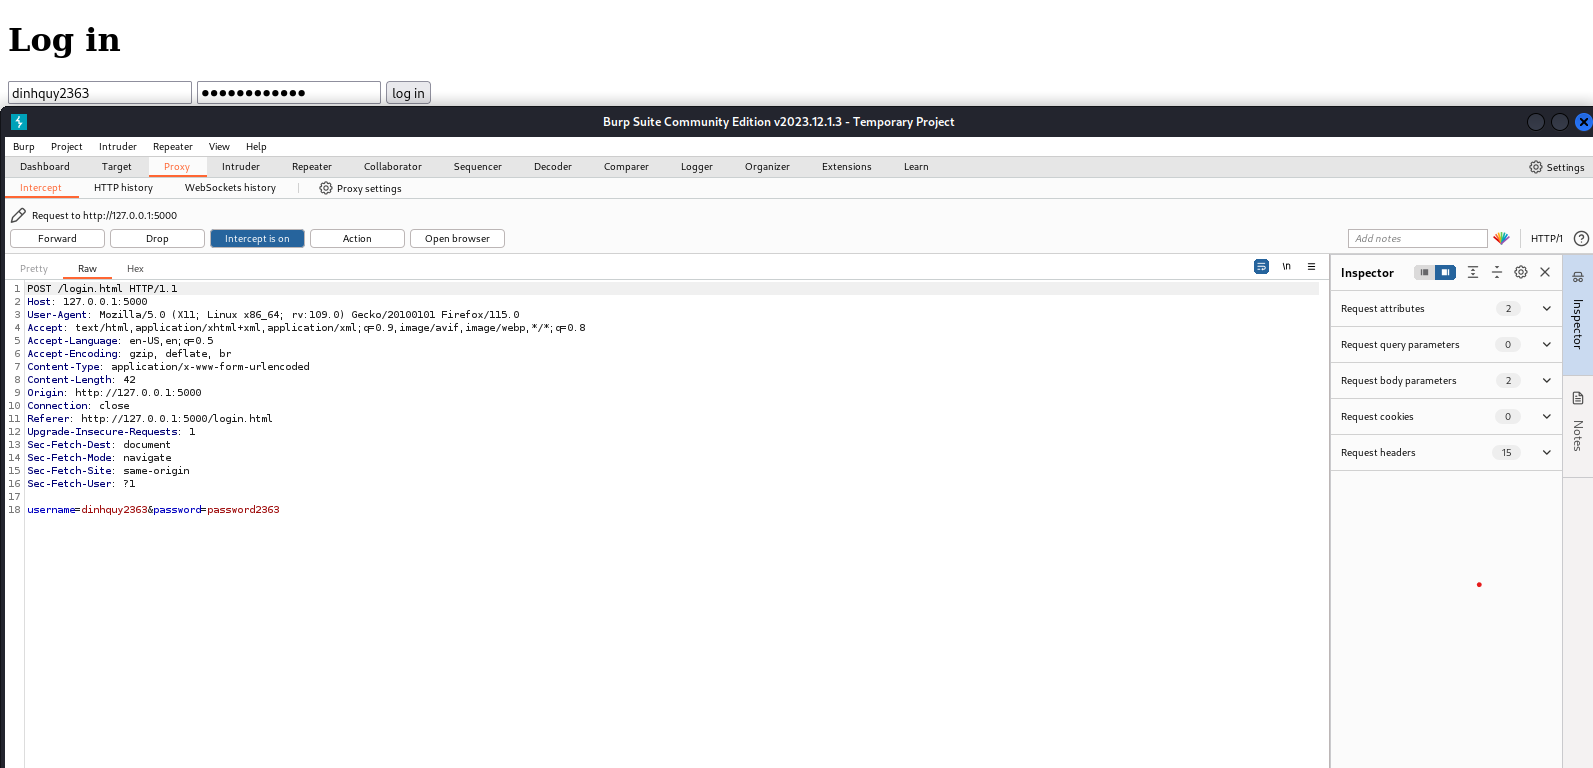 Log in
dinhquy2363 ●●●●●●●●●●●● log in
Burp Suite Community Edition v2023.12.1.3 - Temporary Project
Burp Project Intruder Repeater View Help
Dashboard Target Proxy Intruder Repeater Collaborator Sequencer Decoder Comparer Logger Organizer Extensions Learn Settings
Intercept HTTP history WebSockets history Proxy settings
Request to http://127.0.0.1:5000
Forward Drop Intercept is on Action Open browser Add notes HTTP/1 ?
Pretty Raw Hex \n
1 POST /login.html HTTP/1.1
2 Host: 127.0.0.1:5000
3 User-Agent: Mozilla/5.0 (X11; Linux x86_64; rv:109.0) Gecko/20100101 Firefox/115.0
4 Accept: text/html,application/xhtml+xml,application/xml;q=0.9,image/avif,image/webp,*/*;q=0.8
5 Accept-Language: en-US,en;q=0.5
6 Accept-Encoding: gzip, deflate, br
7 Content-Type: application/x-www-form-urlencoded
8 Content-Length: 42
9 Origin: http://127.0.0.1:5000
10 Connection: close
11 Referer: http://127.0.0.1:5000/login.html
12 Upgrade-Insecure-Requests: 1
13 Sec-Fetch-Dest: document
14 Sec-Fetch-Mode: navigate
15 Sec-Fetch-Site: same-origin
16 Sec-Fetch-User: ?1
17
18 username=dinhquy2363&password=password2363
Inspector
Request attributes 2
Request query parameters 0
Request body parameters 2
Request cookies 0
Request headers 15
Inspector
Notes